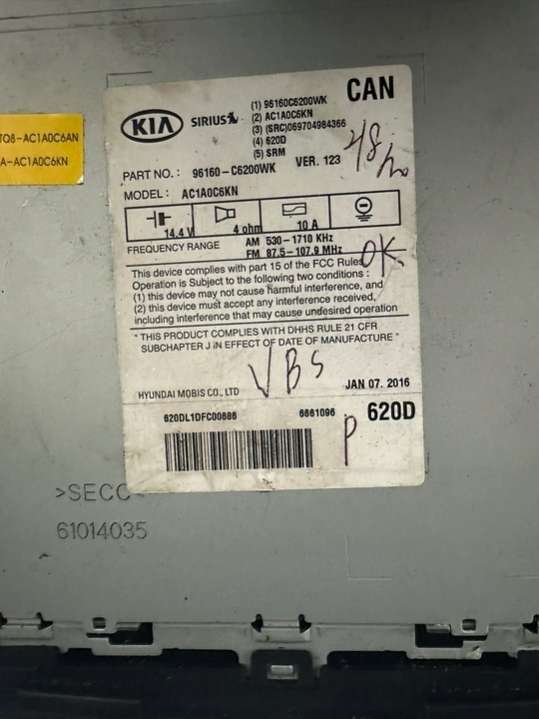 TQ8-AC1A0C6AN
A-AC1A0C6KN
KIA
SIRIUS
(1) 96160C6200WK
(2) AC1A0C6KN
(3) (SRC)069704984366
(4) 620D
(5) SRM
CAN
PART NO. : 96160-C6200WK VER. 123
MODEL : AC1A0C6KN
14.4 V
4 ohm
10 A
FREQUENCY RANGE
AM 530-1710 KHz
FM 87.5-107.9 MHz
OK
This device complies with part 15 of the FCC Rules
Operation is Subject to the following two conditions :
(1) this device may not cause harmful interference, and
(2) this device must accept any interference received,
including interference that may cause undesired operation
" THIS PRODUCT COMPLIES WITH DHHS RULE 21 CFR
SUBCHAPTER J IN EFFECT OF DATE OF MANUFACTURE "
VBS
HYUNDAI MOBIS CO., LTD
JAN 07. 2016
620DL1DFC00686
6661096
P
620D
>SECC
61014035